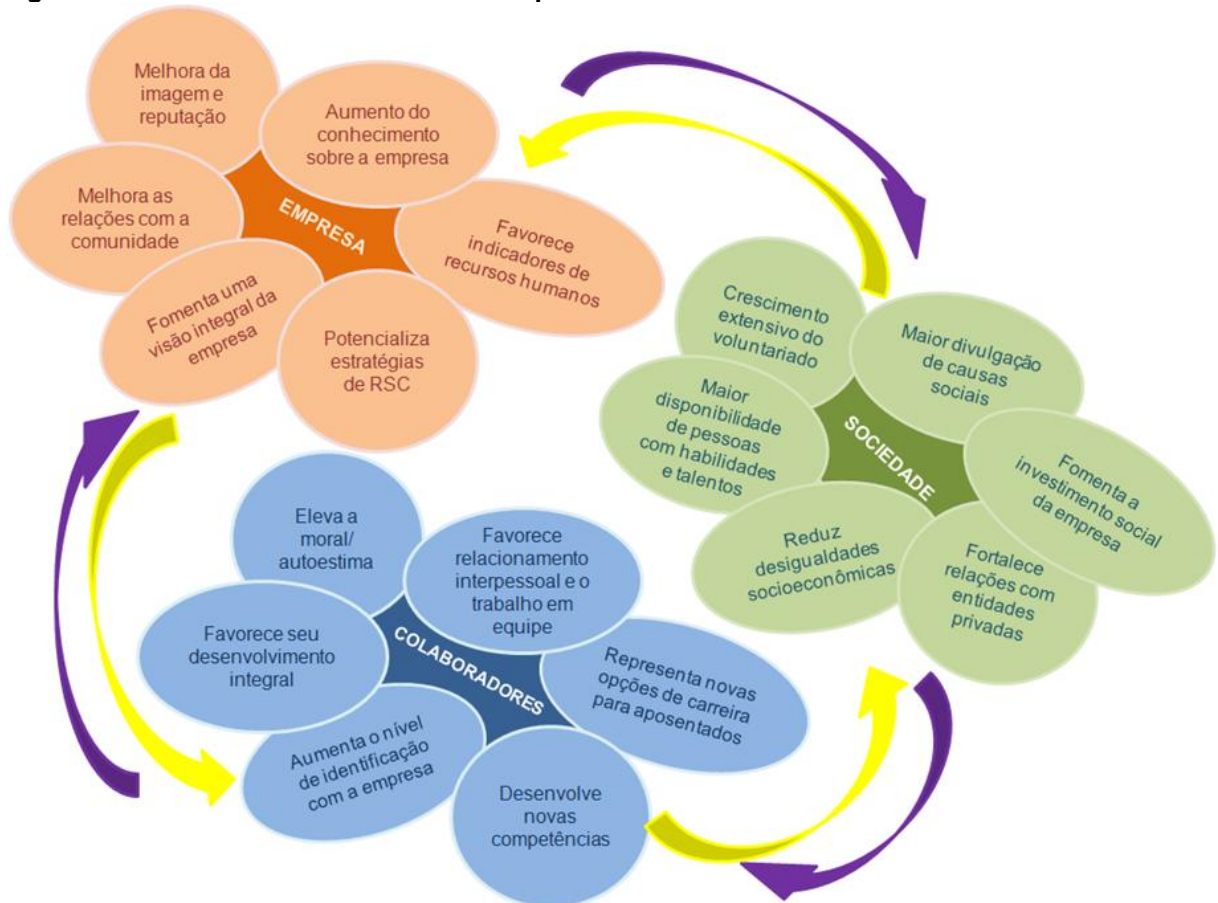 Melhora da
imagem e
reputação
Aumento do
conhecimento
sobre a empresa
Melhora as
relações com a
comunidade
EMPRESA
Favorece
indicadores de
recursos humanos
Fomenta uma
visão integral da
empresa
Potencializa
estratégias
de RSC
Crescimento
extensivo do
voluntariado
Maior divulgação
de causas
sociais
Maior
disponibilidade
de pessoas
com habilidades
e talentos
SOCIEDADE
Fomenta a
investimento social
da empresa
Reduz
desigualdades
socioeconômicas
Fortalece
relações com
entidades
privadas
Eleva a
moral/
autoestima
Favorece
relacionamento
interpessoal e o
trabalho em
equipe
Favorece seu
desenvolvimento
integral
COLABORADORES
Representa novas
opções de carreira
para aposentados
Aumenta o nível
de identificação
com a empresa
Desenvolve
novas
competências